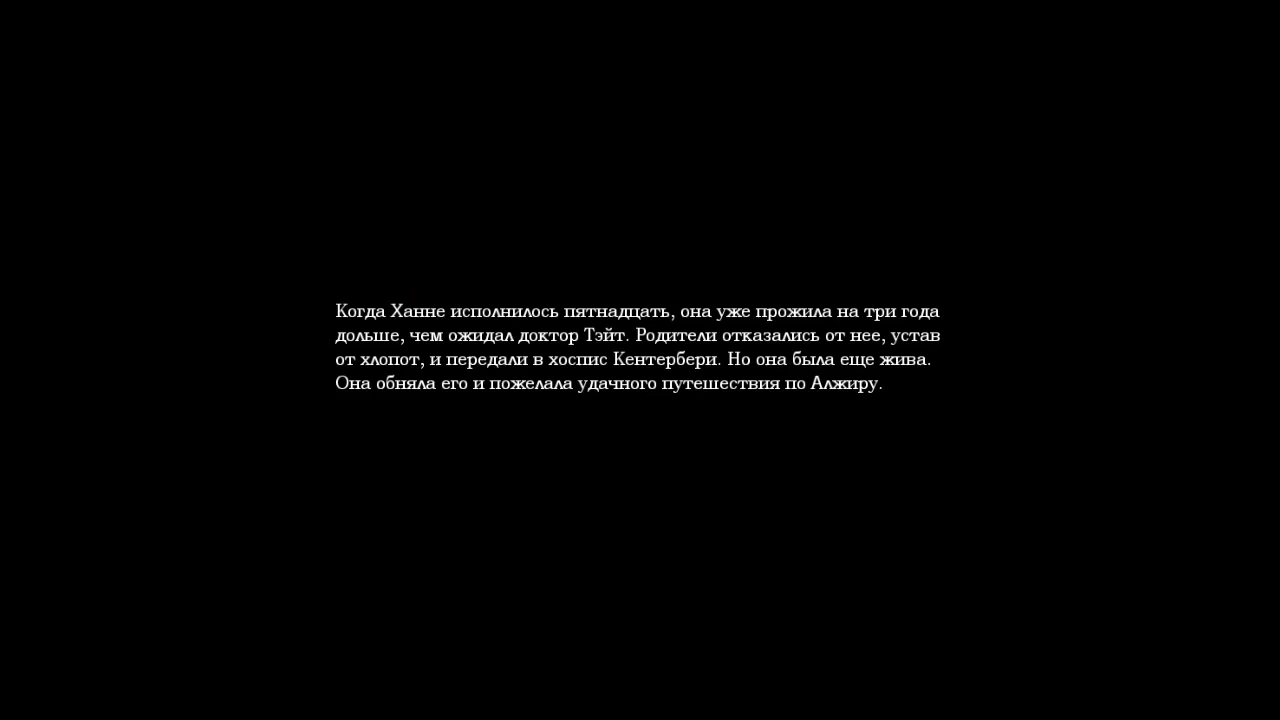 Когда Ханне исполнилось пятнадцать, она уже прожила на три года
дольше, чем ожидал доктор Тэйт. Родители отказались от нее, устав
от хлопот, и передали в хоспис Кентербери. Но она была еще жива.
Она обняла его и пожелала удачного путешествия по Алжиру.